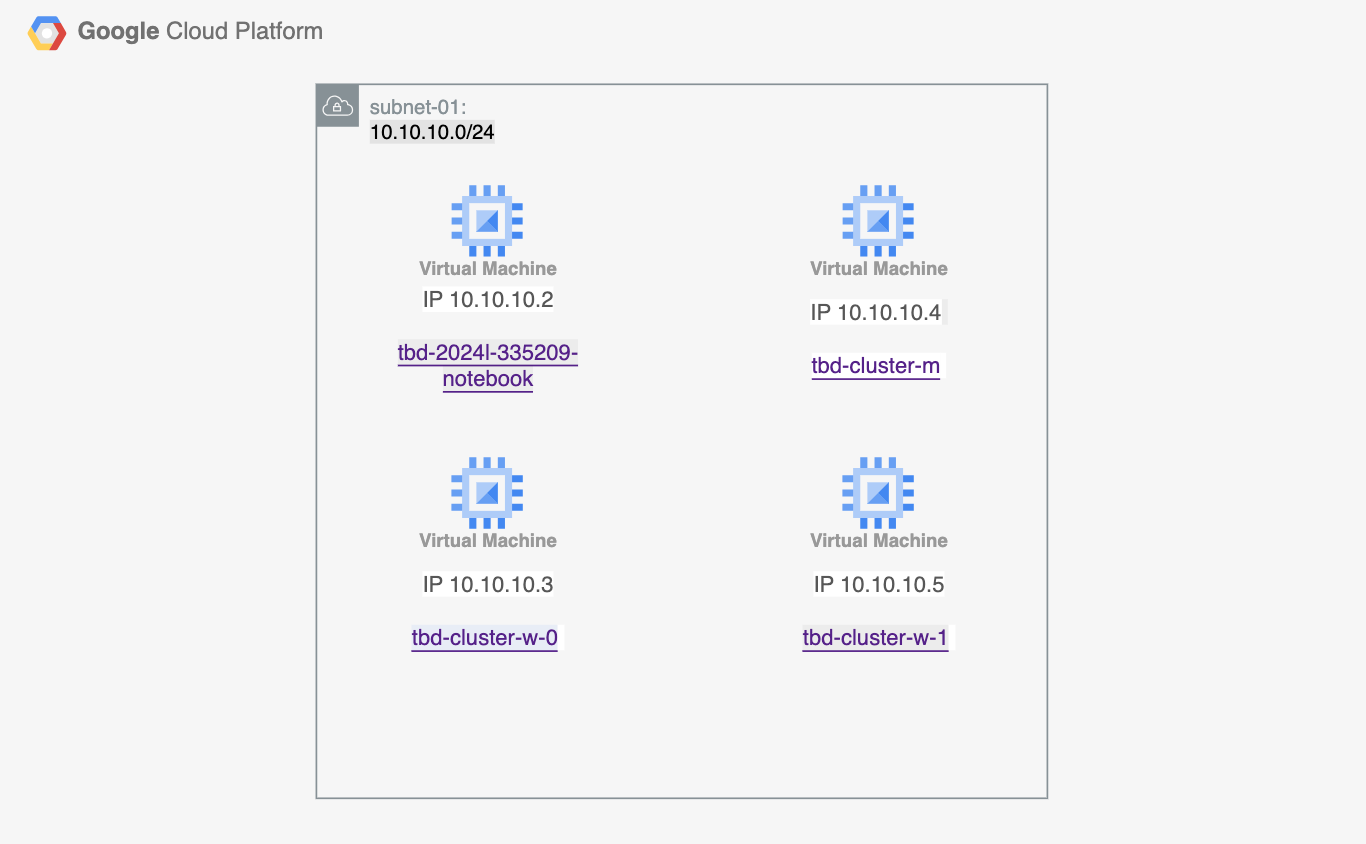 Google Cloud Platform
subnet-01:
10.10.10.0/24
Virtual Machine
IP 10.10.10.2
tbd-2024l-335209-
notebook
Virtual Machine
IP 10.10.10.4
tbd-cluster-m
Virtual Machine
IP 10.10.10.3
tbd-cluster-w-0
Virtual Machine
IP 10.10.10.5
tbd-cluster-w-1